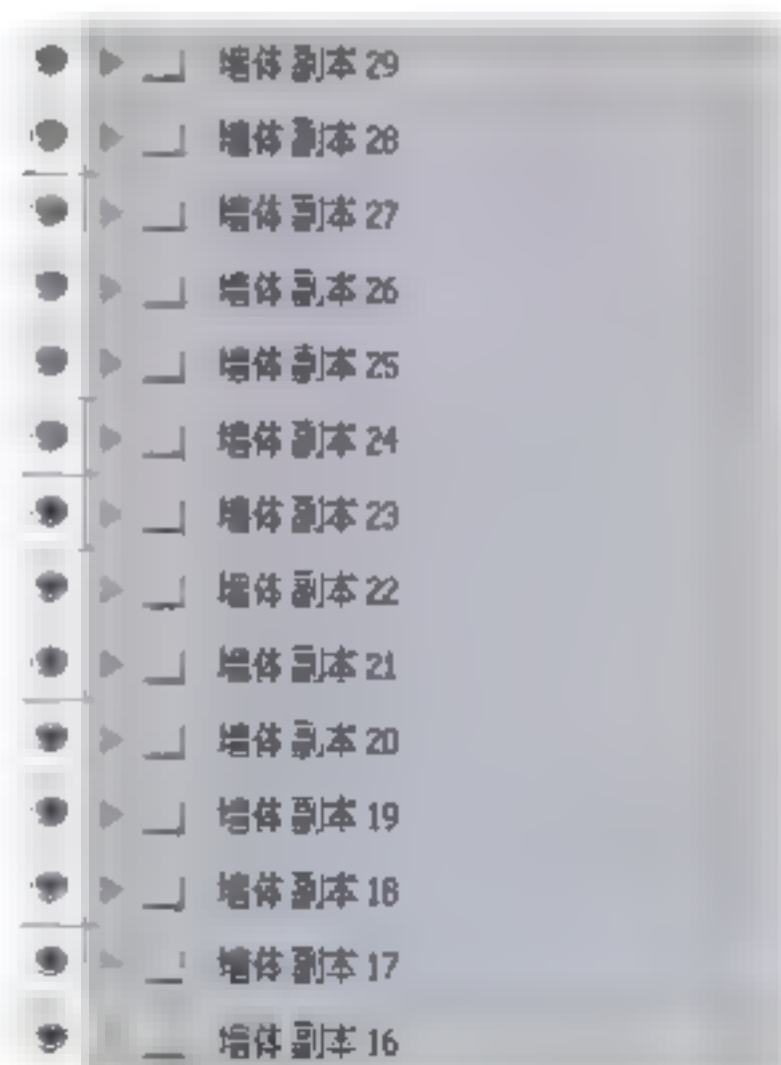 墙体 副本 29
墙体 副本 28
墙体 副本 27
墙体 副本 26
墙体 副本 25
墙体 副本 24
墙体 副本 23
墙体 副本 22
墙体 副本 21
墙体 副本 20
墙体 副本 19
墙体 副本 18
墙体 副本 17
墙体 副本 16